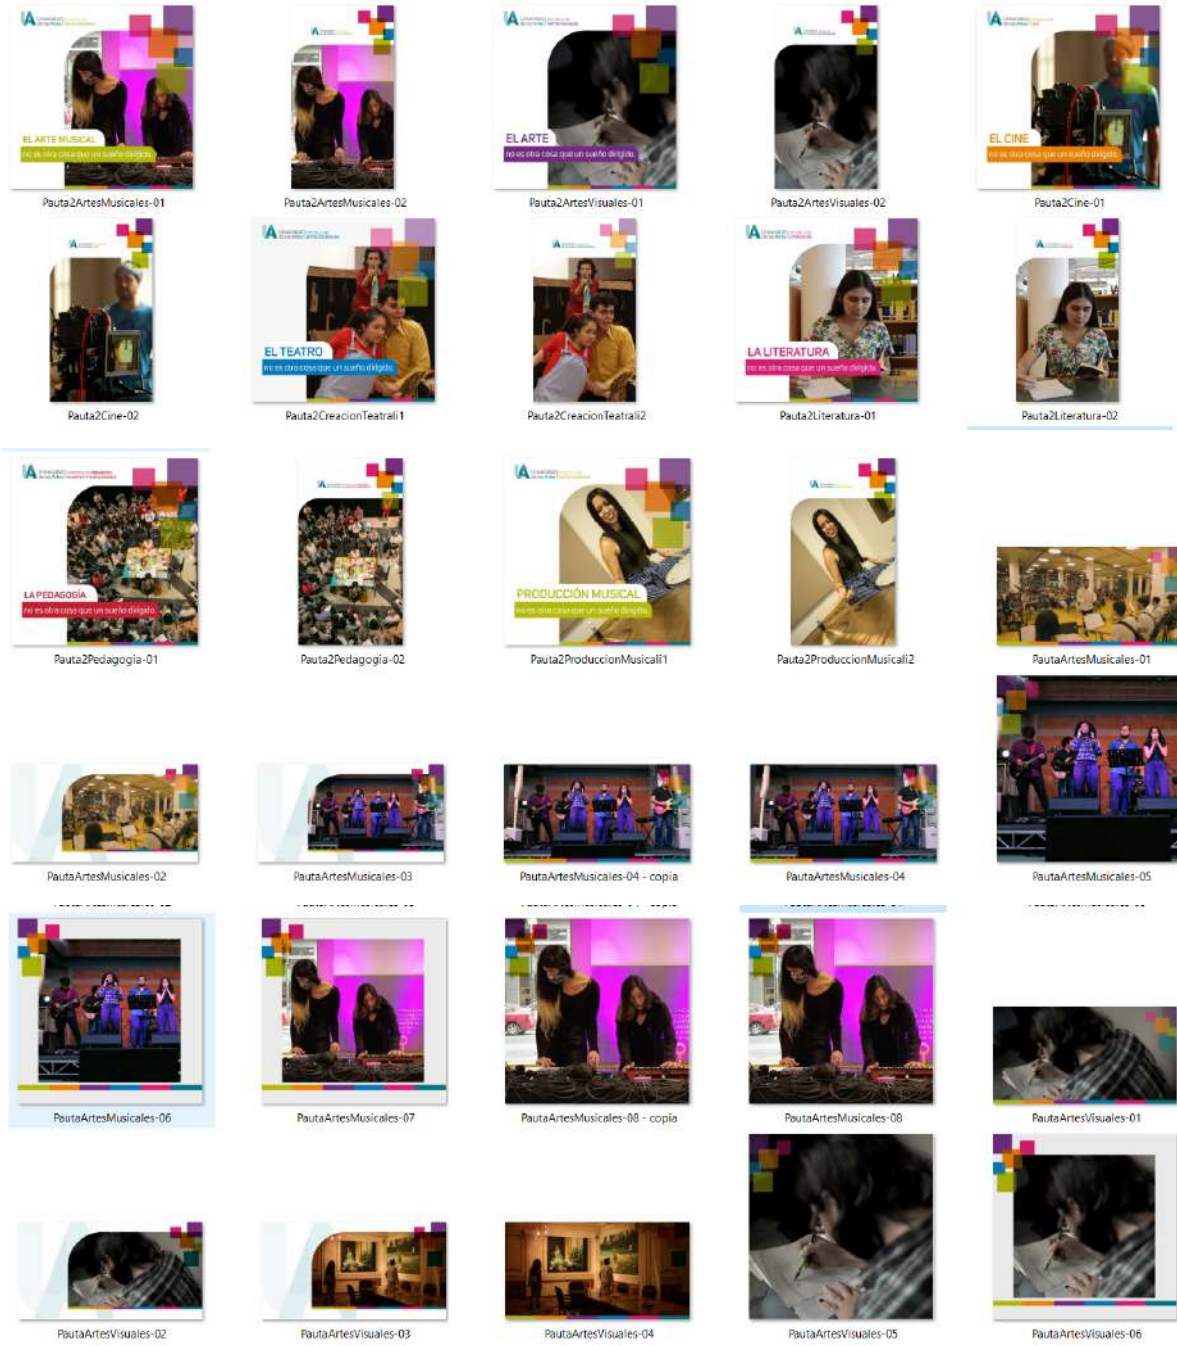 EL ARTE MUSICAL
no es otra cosa que un sueño dirigido.
EL ARTE
no es otra cosa que un sueño dirigido.
EL CINE
no es otra cosa que un sueño dirigido.
Pauta2ArtesMusicales-01
Pauta2ArtesMusicales-02
Pauta2ArtesVisuales-01
Pauta2ArtesVisuales-02
Pauta2Cine-01
EL TEATRO
no es otra cosa que un sueño dirigido.
LA LITERATURA
no es otra cosa que un sueño dirigido.
Pauta2Cine-02
Pauta2CreacionTeatrali1
Pauta2CreacionTeatrali2
Pauta2Literatura-01
Pauta2Literatura-02
LA PEDAGOGÍA
no es otra cosa que un sueño dirigido.
PRODUCCIÓN MUSICAL
no es otra cosa que un sueño dirigido.
Pauta2Pedagogia-01
Pauta2Pedagogia-02
Pauta2ProduccionMusicali1
Pauta2ProduccionMusicali2
PautaArtesMusicales-01
PautaArtesMusicales-02
PautaArtesMusicales-03
PautaArtesMusicales-04 - copia
PautaArtesMusicales-04
PautaArtesMusicales-05
PautaArtesMusicales-06
PautaArtesMusicales-07
PautaArtesMusicales-08 - copia
PautaArtesMusicales-08
PautaArtesVisuales-01
PautaArtesVisuales-02
PautaArtesVisuales-03
PautaArtesVisuales-04
PautaArtesVisuales-05
PautaArtesVisuales-06